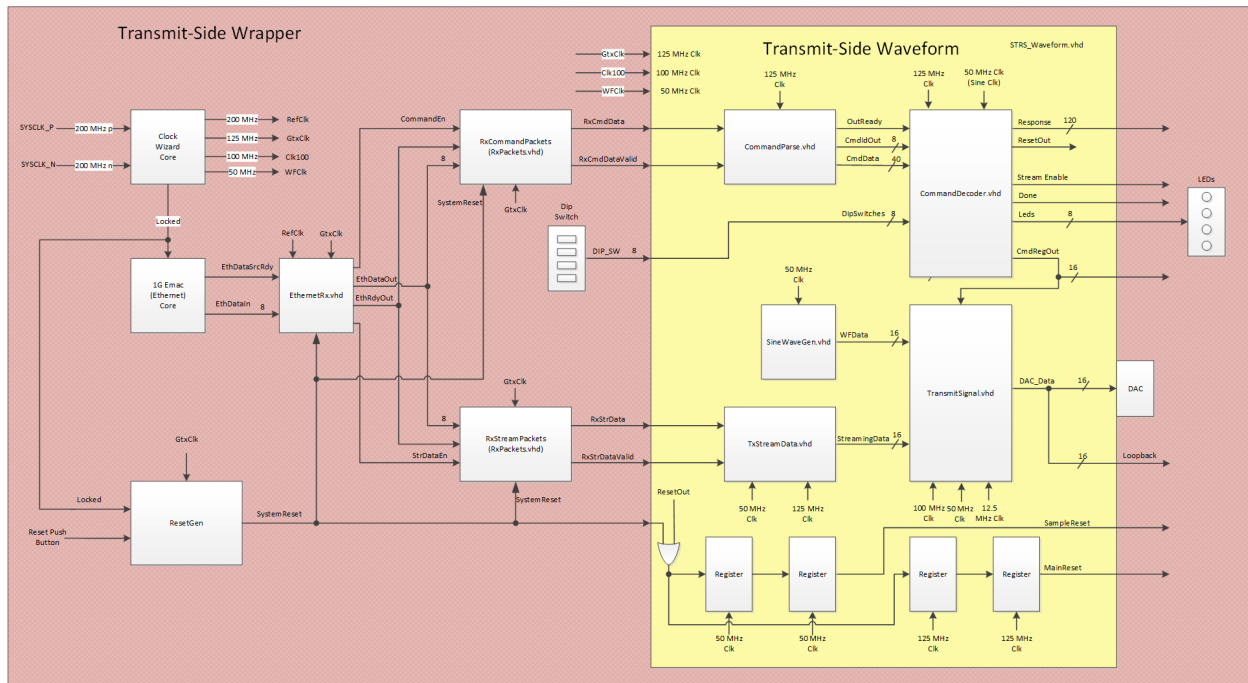 Transmit-Side Wrapper
GtxClk
125 MHz Clk
Clk100
100 MHz Clk
WFClk
50 MHz Clk
Transmit-Side Waveform
STRS_Waveform.vhd
SYSCLK_P
200 MHz p
SYSCLK_N
200 MHz n
Clock
Wizard
Core
200 MHz
RefClk
125 MHz
GtxClk
100 MHz
Clk100
50 MHz
WFClk
Locked
CommandEn
8
SystemReset
RxCommandPackets
(RxPackets.vhd)
GtxClk
RxCmdData
RxCmdDataValid
125 MHz
Clk
CommandParse.vhd
OutReady
CmdIdOut
8
CmdData
40
125 MHz
Clk
50 MHz Clk
(Sine Clk)
CommandDecoder.vhd
Response
120
ResetOut
Stream Enable
Done
Leds
8
CmdRegOut
16
LEDs
Dip
Switch
DIP_SW
8
DipSwitches
8
1G Emac
(Ethernet)
Core
EthDataSrcRdy
EthDataIn
8
RefClk
GtxClk
EthernetRx.vhd
EthDataOut
EthRdyOut
50 MHz
Clk
SineWaveGen.vhd
WFData
16
TransmitSignal.vhd
DAC_Data
16
DAC
16
Loopback
GtxClk
8
StrDataEn
RxStreamPackets
(RxPackets.vhd)
RxStrData
RxStrDataValid
SystemReset
TxStreamData.vhd
StreamingData
16
50 MHz
Clk
125 MHz
Clk
100 MHz
Clk
50 MHz
Clk
12.5
MHz Clk
GtxClk
Locked
Reset Push
Button
ResetGen
SystemReset
ResetOut
SampleReset
Register
Register
Register
Register
MainReset
50 MHz
Clk
50 MHz
Clk
125 MHz
Clk
125 MHz
Clk